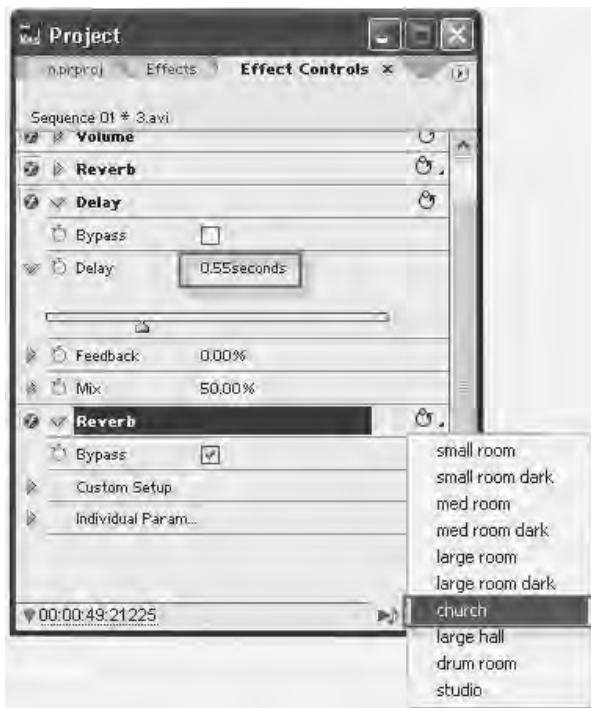 Project
n.prproj Effects Effect Controls ×
Sequence 01 * 3.avi
Volume
Reverb
Delay
Bypass
Delay 0.55seconds
Feedback 0.00%
Mix 50.00%
Reverb
Bypass
Custom Setup
Individual Param...
00:00:49:21225
small room
small room dark
med room
med room dark
large room
large room dark
church
large hall
drum room
studio